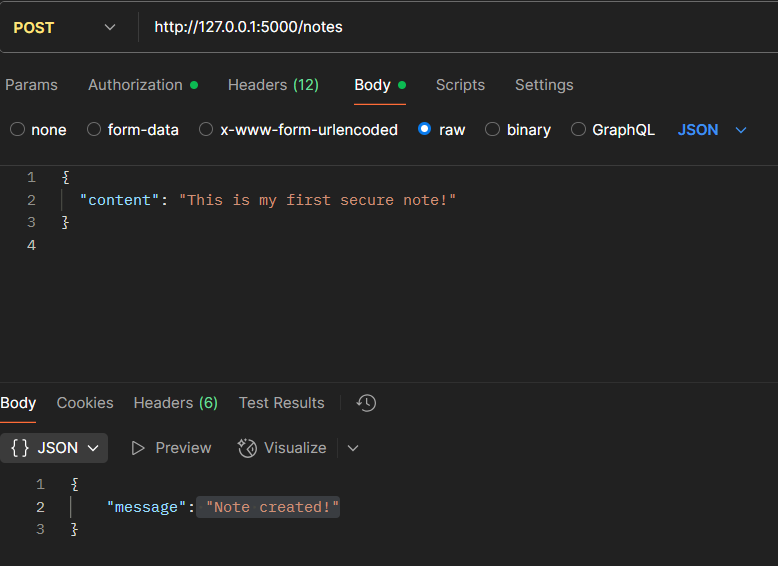 POST http://127.0.0.1:5000/notes
Params Authorization Headers (12) Body Scripts Settings
none form-data x-www-form-urlencoded raw binary GraphQL JSON
1 {
2 "content": "This is my first secure note!"
3 }
4
Body Cookies Headers (6) Test Results
{} JSON Preview Visualize
1 {
2 "message": "Note created!"
3 }